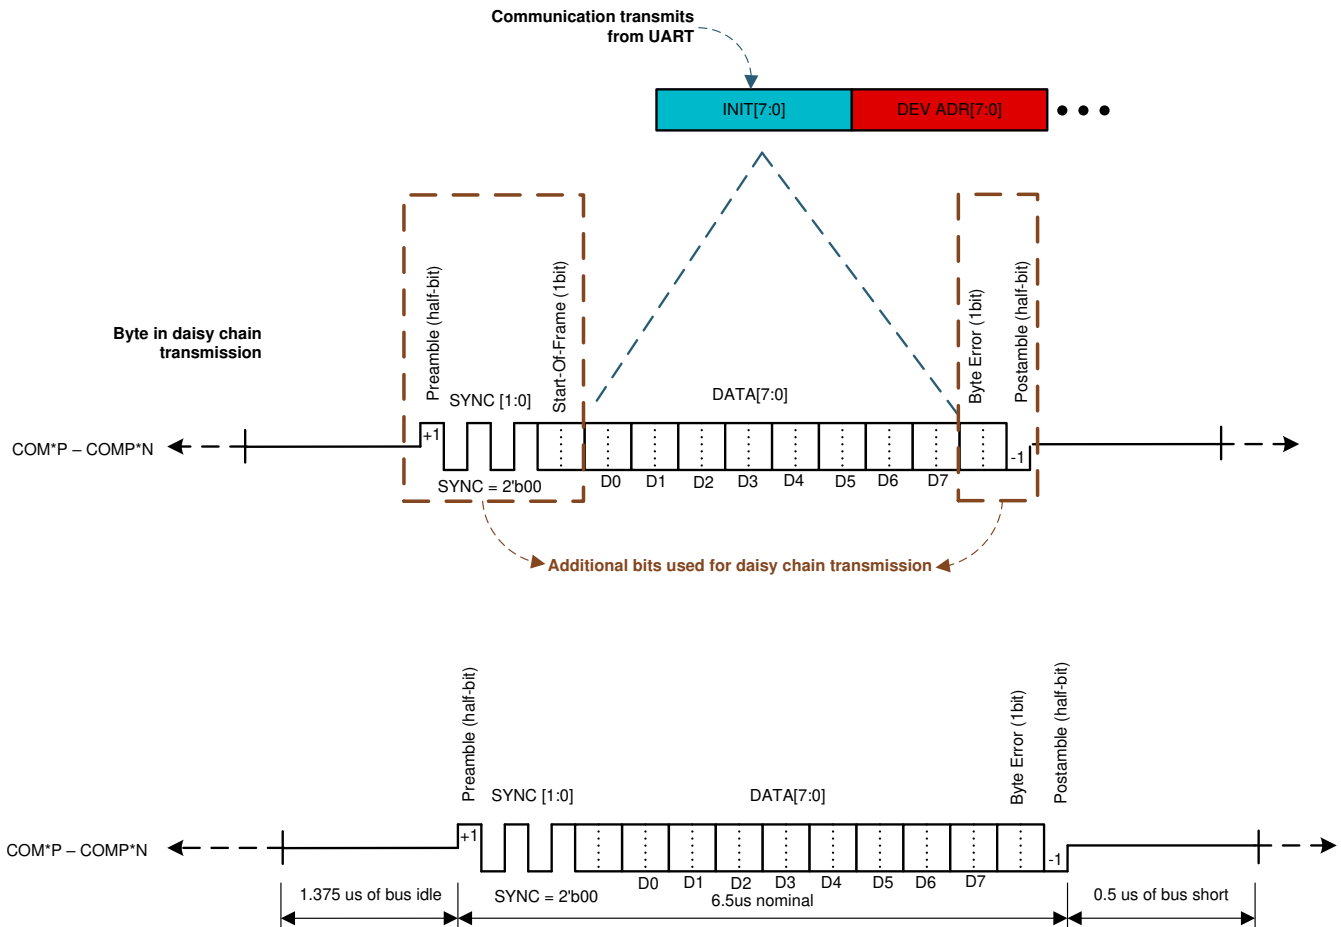 Communication transmits
from UART
INIT[7:0]
DEV ADR[7:0]
Preamble (half-bit)
Start-Of-Frame (1bit)
Byte Error (1bit)
Postamble (half-bit)
Byte in daisy chain
transmission
SYNC [1:0]
DATA[7:0]
COM*P – COMP*N
+1
-1
D0 D1 D2 D3 D4 D5 D6 D7
SYNC = 2'b00
Additional bits used for daisy chain transmission
Preamble (half-bit)
Byte Error (1bit)
Postamble (half-bit)
SYNC [1:0]
DATA[7:0]
COM*P – COMP*N
+1
-1
D0 D1 D2 D3 D4 D5 D6 D7
SYNC = 2'b00
1.375 us of bus idle
6.5us nominal
0.5 us of bus short